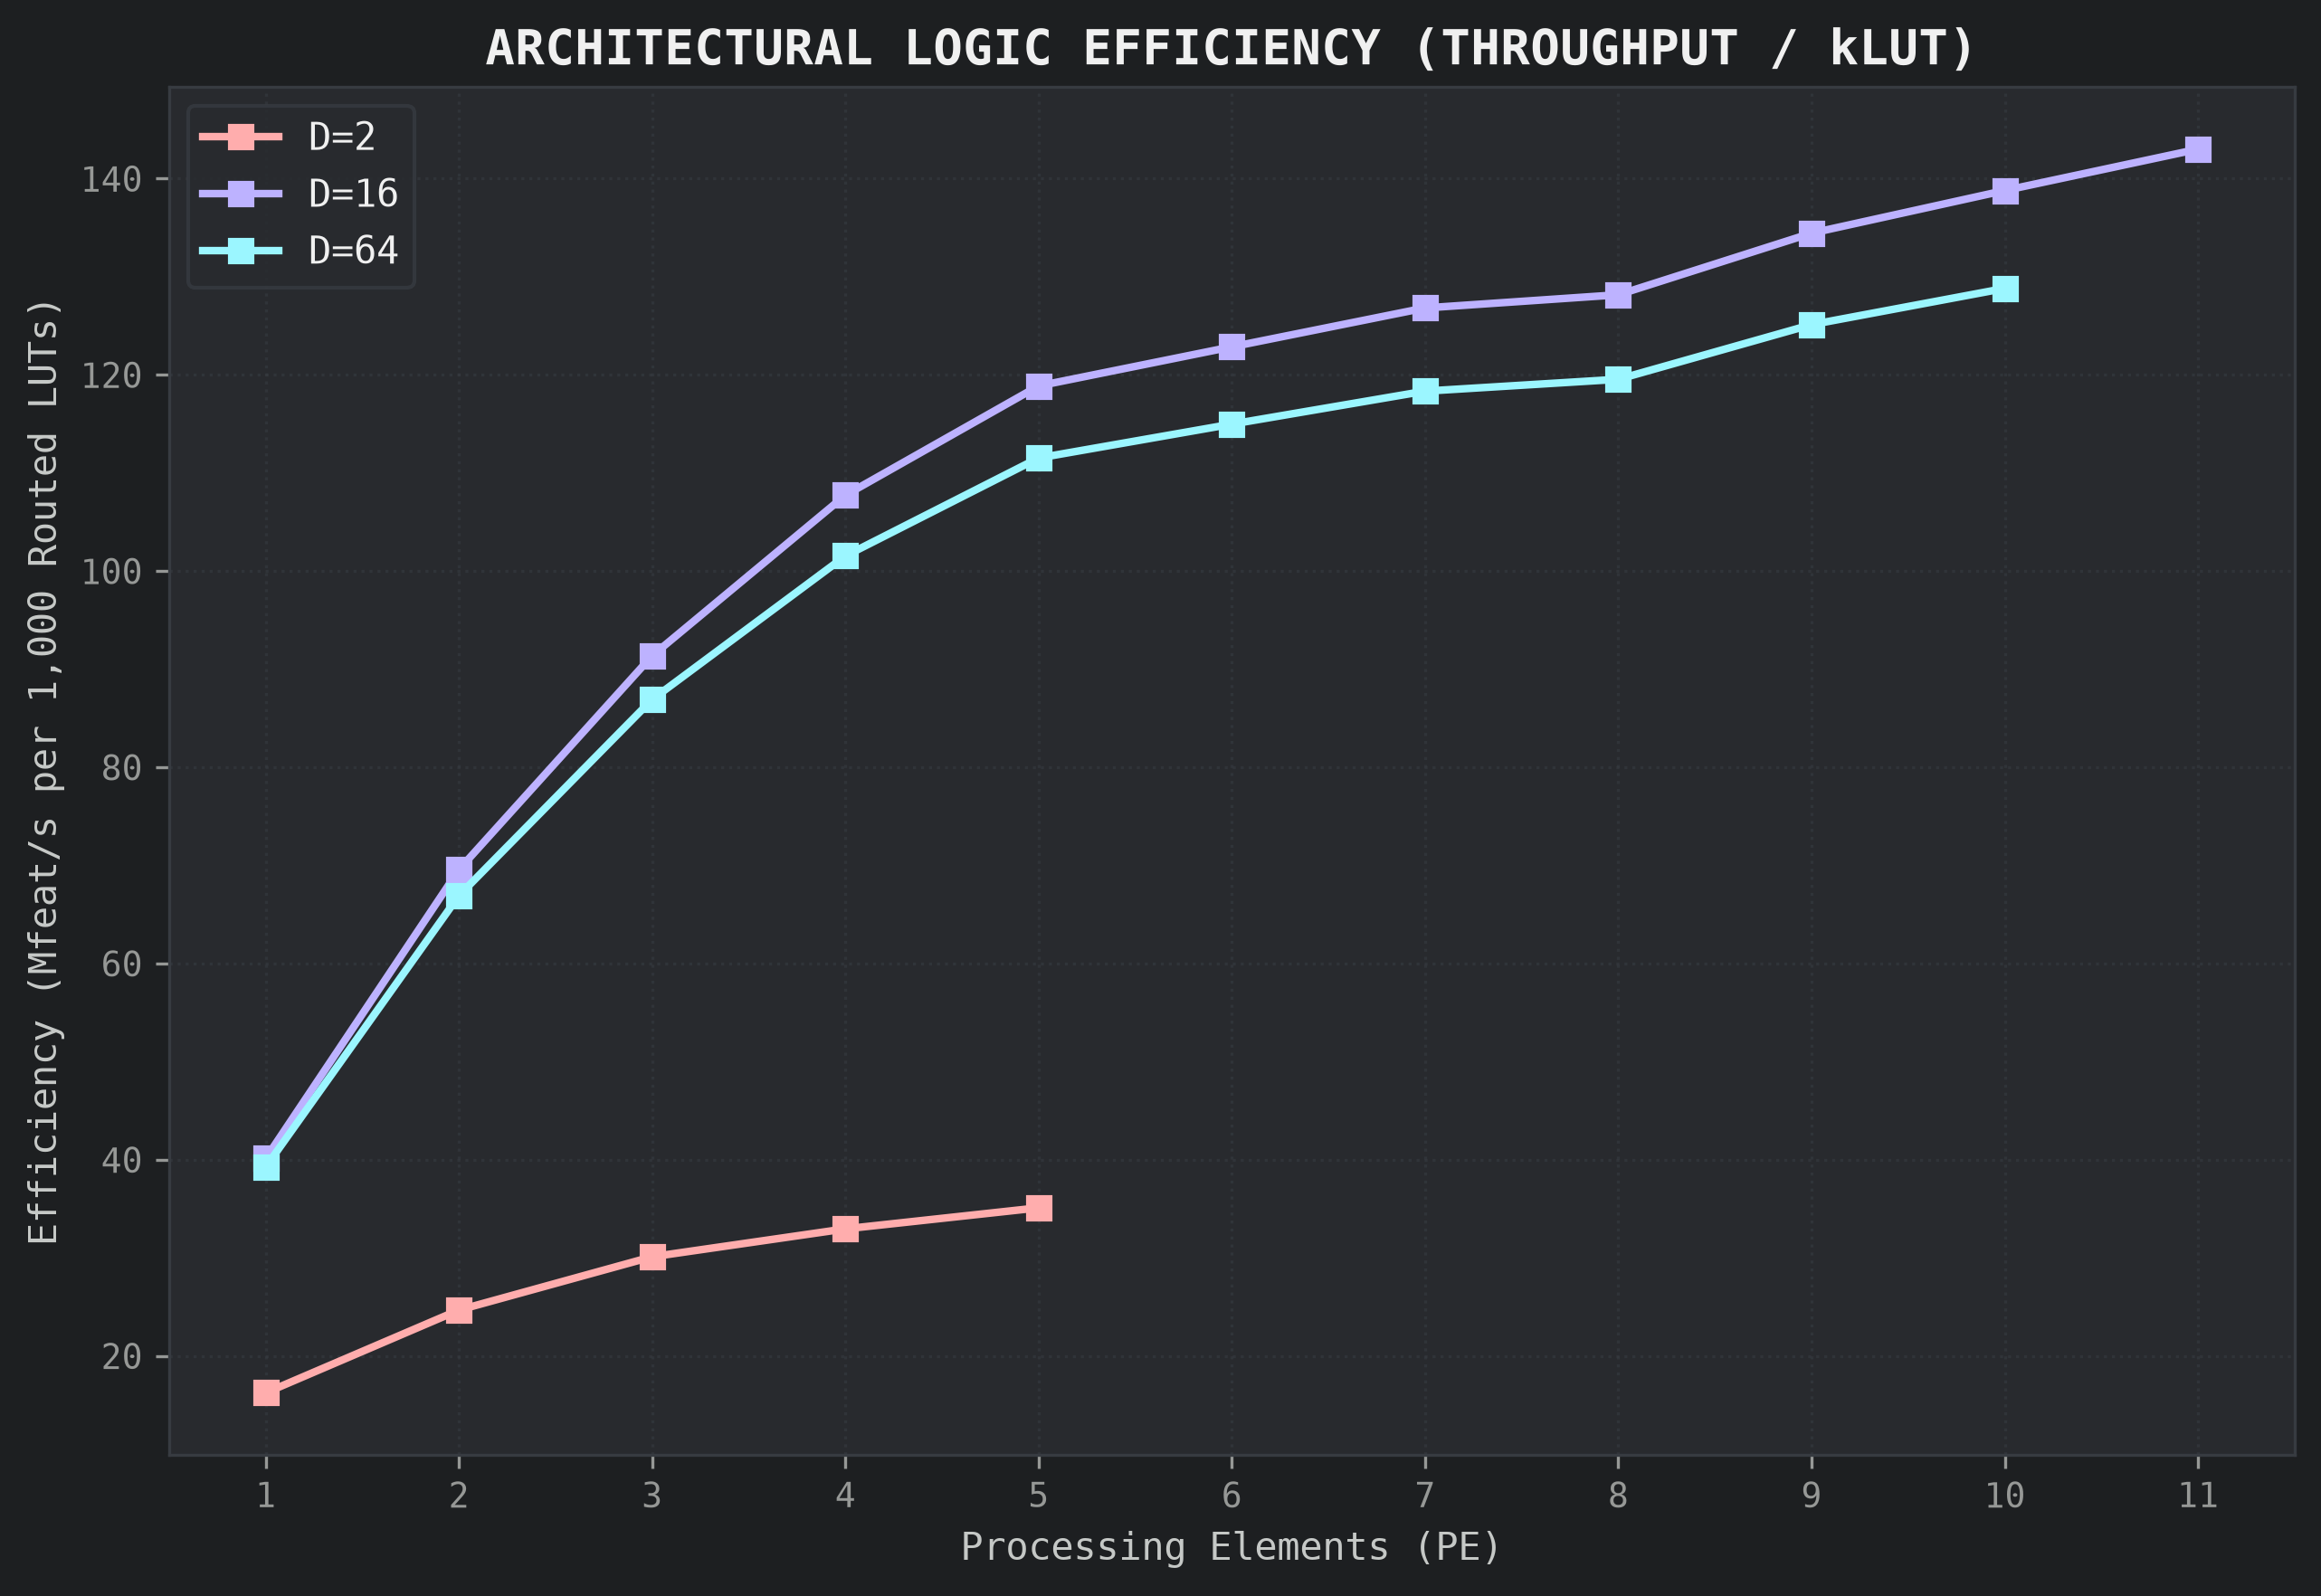 ARCHITECTURAL LOGIC EFFICIENCY (THROUGHPUT / kLUT)
D=2
D=16
D=64
Efficiency (Mfeat/s per 1,000 Routed LUTs)
140
120
100
80
60
40
20
1 2 3 4 5 6 7 8 9 10 11
Processing Elements (PE)